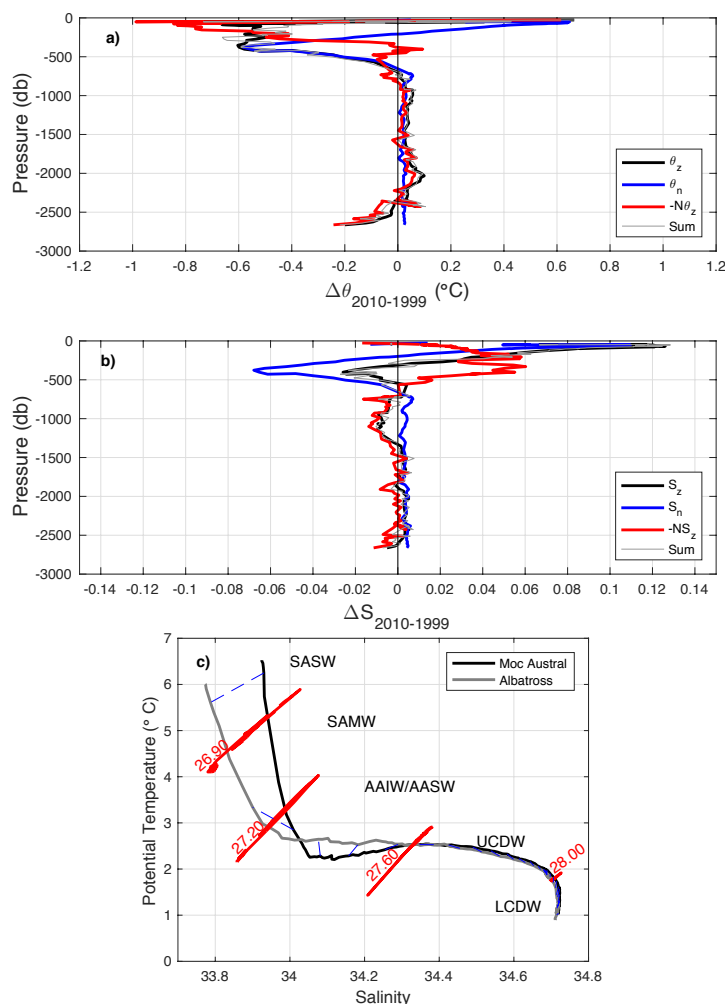 a)
0
-500
-1000
-1500
-2000
-2500
-3000
Pressure (db)
θz
θn
-Nθz
Sum
-1.2 -1 -0.8 -0.6 -0.4 -0.2 0 0.2 0.4 0.6 0.8 1 1.2
Δθ2010-1999 (°C)
b)
0
-500
-1000
-1500
-2000
-2500
-3000
Pressure (db)
Sz
Sn
-NSz
Sum
-0.14 -0.12 -0.1 -0.08 -0.06 -0.04 -0.02 0 0.02 0.04 0.06 0.08 0.1 0.12 0.14
ΔS2010-1999
c)
7
6
5
4
3
2
1
0
Potential Temperature (° C)
Moc Austral
Albatross
SASW
SAMW
26.90
AAIW/AASW
27.20
UCDW
27.60
28.00
LCDW
33.8 34 34.2 34.4 34.6 34.8
Salinity